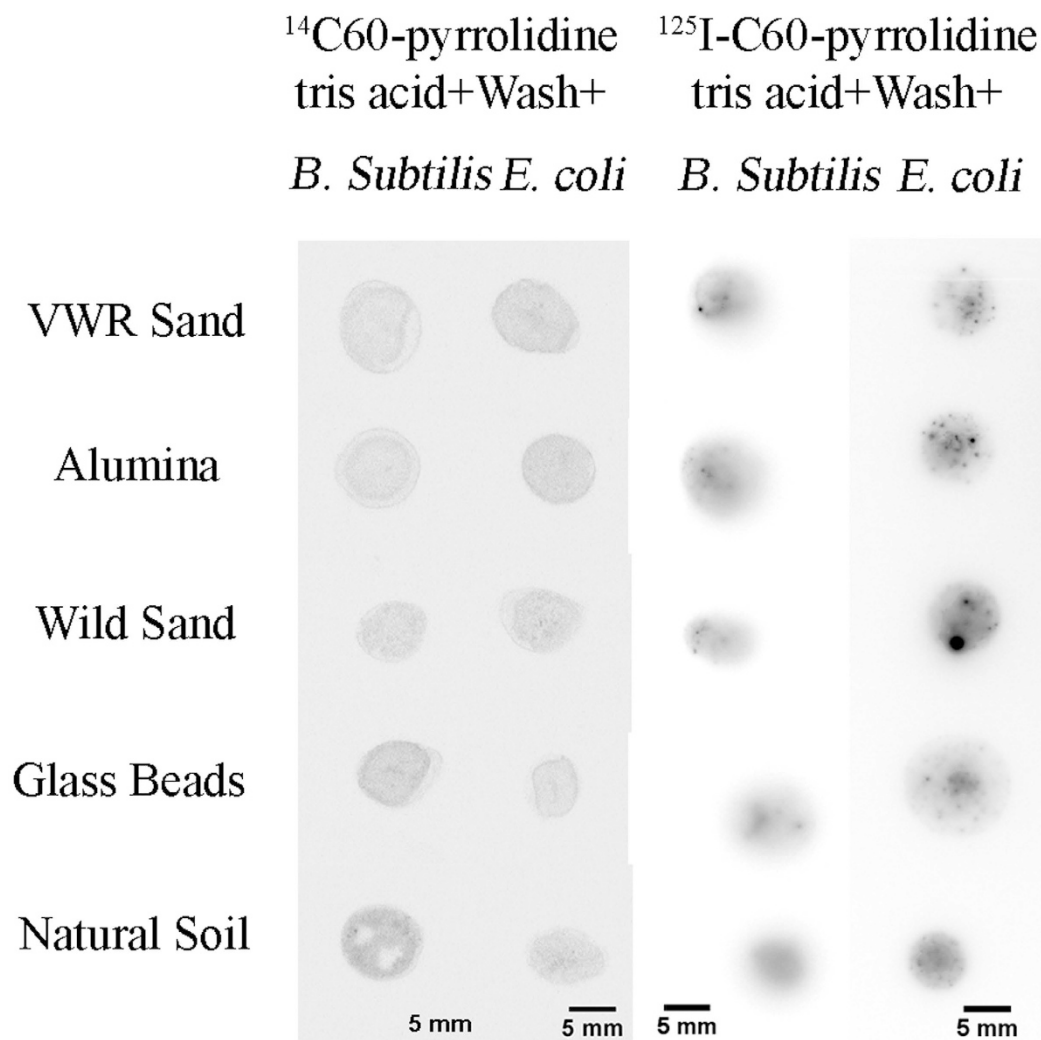 ¹⁴C60-pyrrolidine ¹²⁵I-C60-pyrrolidine
tris acid+Wash+ tris acid+Wash+
B. Subtilis E. coli B. Subtilis E. coli
VWR Sand
Alumina
Wild Sand
Glass Beads
Natural Soil
5 mm 5 mm 5 mm 5 mm